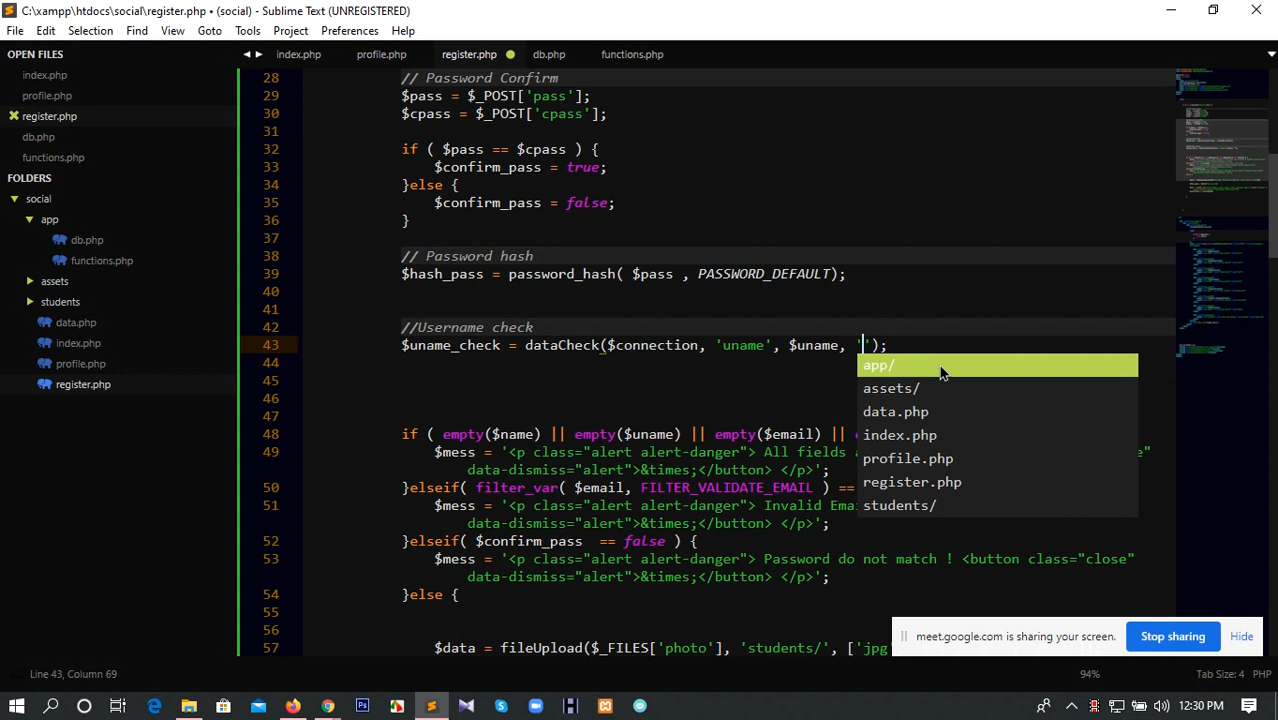 C:\xampp\htdocs\social\register.php • (social) - Sublime Text (UNREGISTERED)
File Edit Selection Find View Goto Tools Project Preferences Help
OPEN FILES
index.php
profile.php
register.php
db.php
functions.php
FOLDERS
social
app
db.php
functions.php
assets
students
data.php
index.php
profile.php
register.php
index.php profile.php register.php db.php functions.php
28 // Password Confirm
29 $pass = $_POST['pass'];
30 $cpass = $_POST['cpass'];
31
32 if ( $pass == $cpass ) {
33 $confirm_pass = true;
34 }else {
35 $confirm_pass = false;
36 }
37
38 // Password hash
39 $hash_pass = password_hash( $pass , PASSWORD_DEFAULT);
40
41
42 //Username check
43 $uname_check = dataCheck($connection, 'uname', $uname, '');
44
45
46
47
48 if ( empty($name) || empty($uname) || empty($email) || e
49 $mess = '<p class="alert alert-danger"> All fields a
data-dismiss="alert">&times;</button> </p>';
50 }elseif( filter_var( $email, FILTER_VALIDATE_EMAIL ) ==
51 $mess = '<p class="alert alert-danger"> Invalid Emai
data-dismiss="alert">&times;</button> </p>';
52 }elseif( $confirm_pass == false ) {
53 $mess = '<p class="alert alert-danger"> Password do not match ! <button class="close"
data-dismiss="alert">&times;</button> </p>';
54 }else {
55
56
57 $data = fileUpload($_FILES['photo'], 'students/', ['jpg'
app/
assets/
data.php
index.php
profile.php
register.php
students/
meet.google.com is sharing your screen. Stop sharing Hide
Line 43, Column 69 94% Tab Size: 4 PHP
12:30 PM